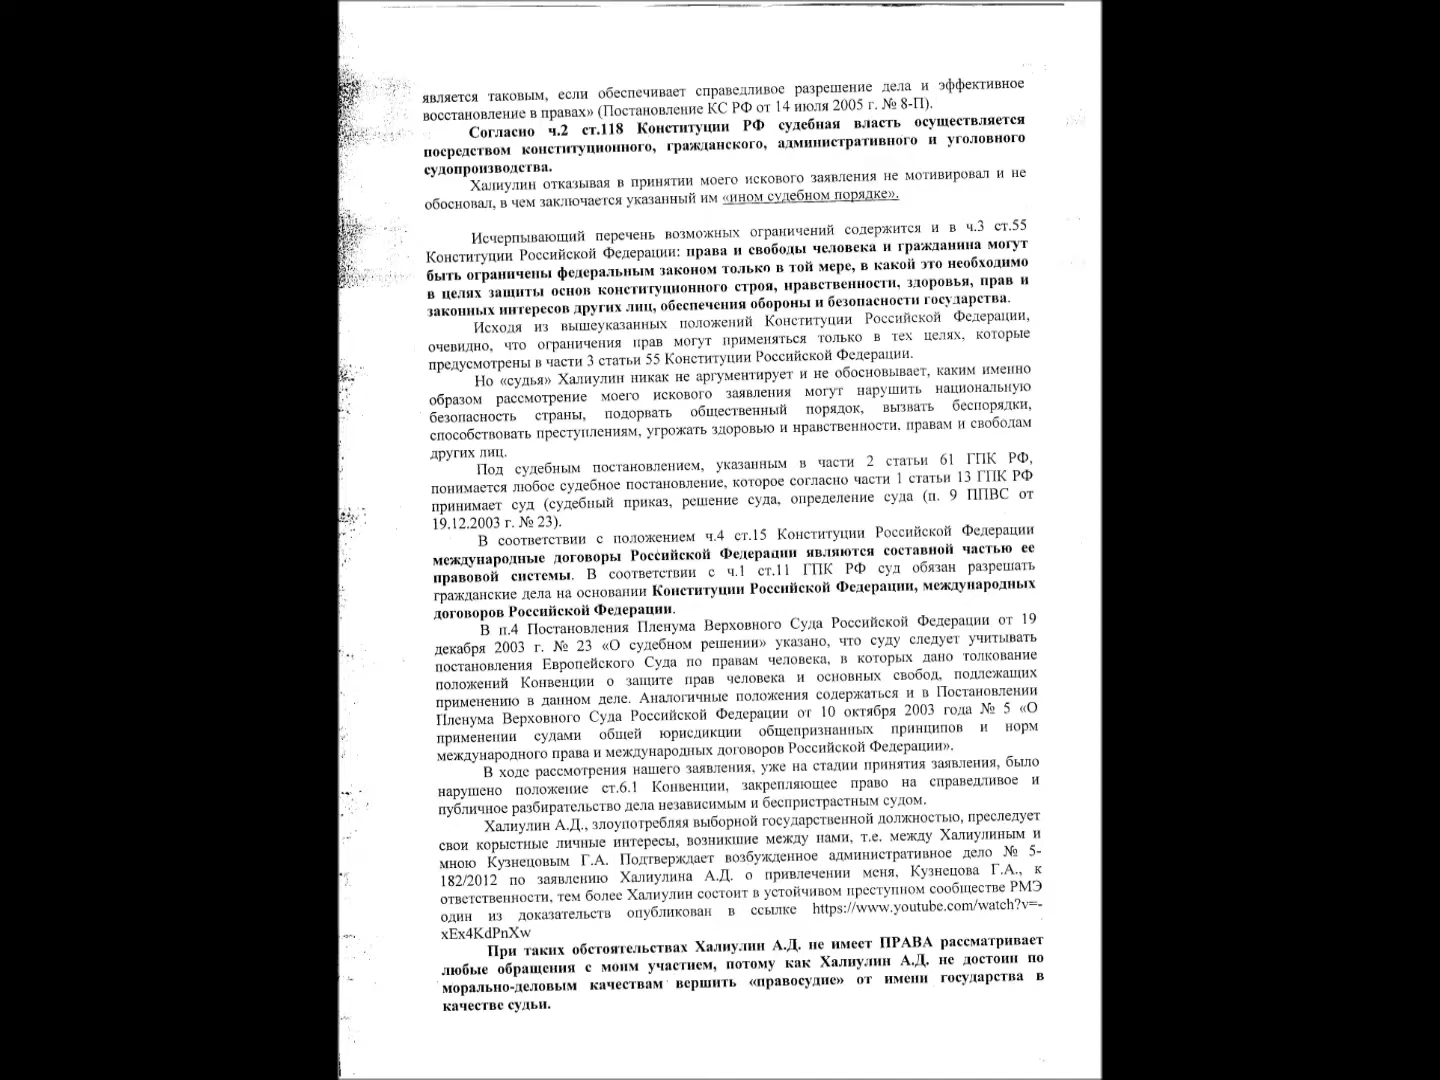 является таковым, если обеспечивает справедливое разрешение дела и эффективное
восстановление в правах» (Постановление КС РФ от 14 июля 2005 г. № 8-П).
Согласно ч.2 ст.118 Конституции РФ судебная власть осуществляется
посредством конституционного, гражданского, административного и уголовного
судопроизводства.
Халиулин отказывая в принятии моего искового заявления не мотивировал и не
обосновал, в чем заключается указанный им «ином судебном порядке».
Исчерпывающий перечень возможных ограничений содержится и в ч.3 ст.55
Конституции Российской Федерации: права и свободы человека и гражданина могут
быть ограничены федеральным законом только в той мере, в какой это необходимо
в целях защиты основ конституционного строя, нравственности, здоровья, прав и
законных интересов других лиц, обеспечения обороны и безопасности государства.
Исходя из вышеуказанных положений Конституции Российской Федерации,
очевидно, что ограничения прав могут применяться только в тех целях, которые
предусмотрены в части 3 статьи 55 Конституции Российской Федерации.
Но «судья» Халиулин никак не аргументирует и не обосновывает, каким именно
образом рассмотрение моего искового заявления могут нарушить национальную
безопасность страны, подорвать общественный порядок, вызвать беспорядки,
способствовать преступлениям, угрожать здоровью и нравственности, правам и свободам
других лиц.
Под судебным постановлением, указанным в части 2 статьи 61 ГПК РФ,
понимается любое судебное постановление, которое согласно части 1 статьи 13 ГПК РФ
принимает суд (судебный приказ, решение суда, определение суда (п. 9 ППВС от
19.12.2003 г. № 23).
В соответствии с положением ч.4 ст.15 Конституции Российской Федерации
международные договоры Российской Федерации являются составной частью ее
правовой системы. В соответствии с ч.1 ст.11 ГПК РФ суд обязан разрешать
гражданские дела на основании Конституции Российской Федерации, международных
договоров Российской Федерации.
В п.4 Постановления Пленума Верховного Суда Российской Федерации от 19
декабря 2003 г. № 23 «О судебном решении» указано, что суду следует учитывать
постановления Европейского Суда по правам человека, в которых дано толкование
положений Конвенции о защите прав человека и основных свобод, подлежащих
применению в данном деле. Аналогичные положения содержаться и в Постановлении
Пленума Верховного Суда Российской Федерации от 10 октября 2003 года № 5 «О
применении судами общей юрисдикции общепризнанных принципов и норм
международного права и международных договоров Российской Федерации».
В ходе рассмотрения нашего заявления, уже на стадии принятия заявления, было
нарушено положение ст.6.1 Конвенции, закрепляющее право на справедливое и
публичное разбирательство дела независимым и беспристрастным судом.
Халиулин А.Д., злоупотребляя выборной государственной должностью, преследует
свои корыстные личные интересы, возникшие между нами, т.е. между Халиулиным и
мною Кузнецовым Г.А. Подтверждает возбужденное административное дело № 5-
182/2012 по заявлению Халиулина А.Д. о привлечении меня, Кузнецова Г.А., к
ответственности, тем более Халиулин состоит в устойчивом преступном сообществе РМЭ
один из доказательств опубликован в ссылке https://www.youtube.com/watch?v=-
xEx4KdPnXw
При таких обстоятельствах Халиулин А.Д. не имеет ПРАВА рассматривает
любые обращения с моим участием, потому как Халиулин А.Д. не достоин по
морально-деловым качествам вершить «правосудие» от имени государства в
качестве судьи.